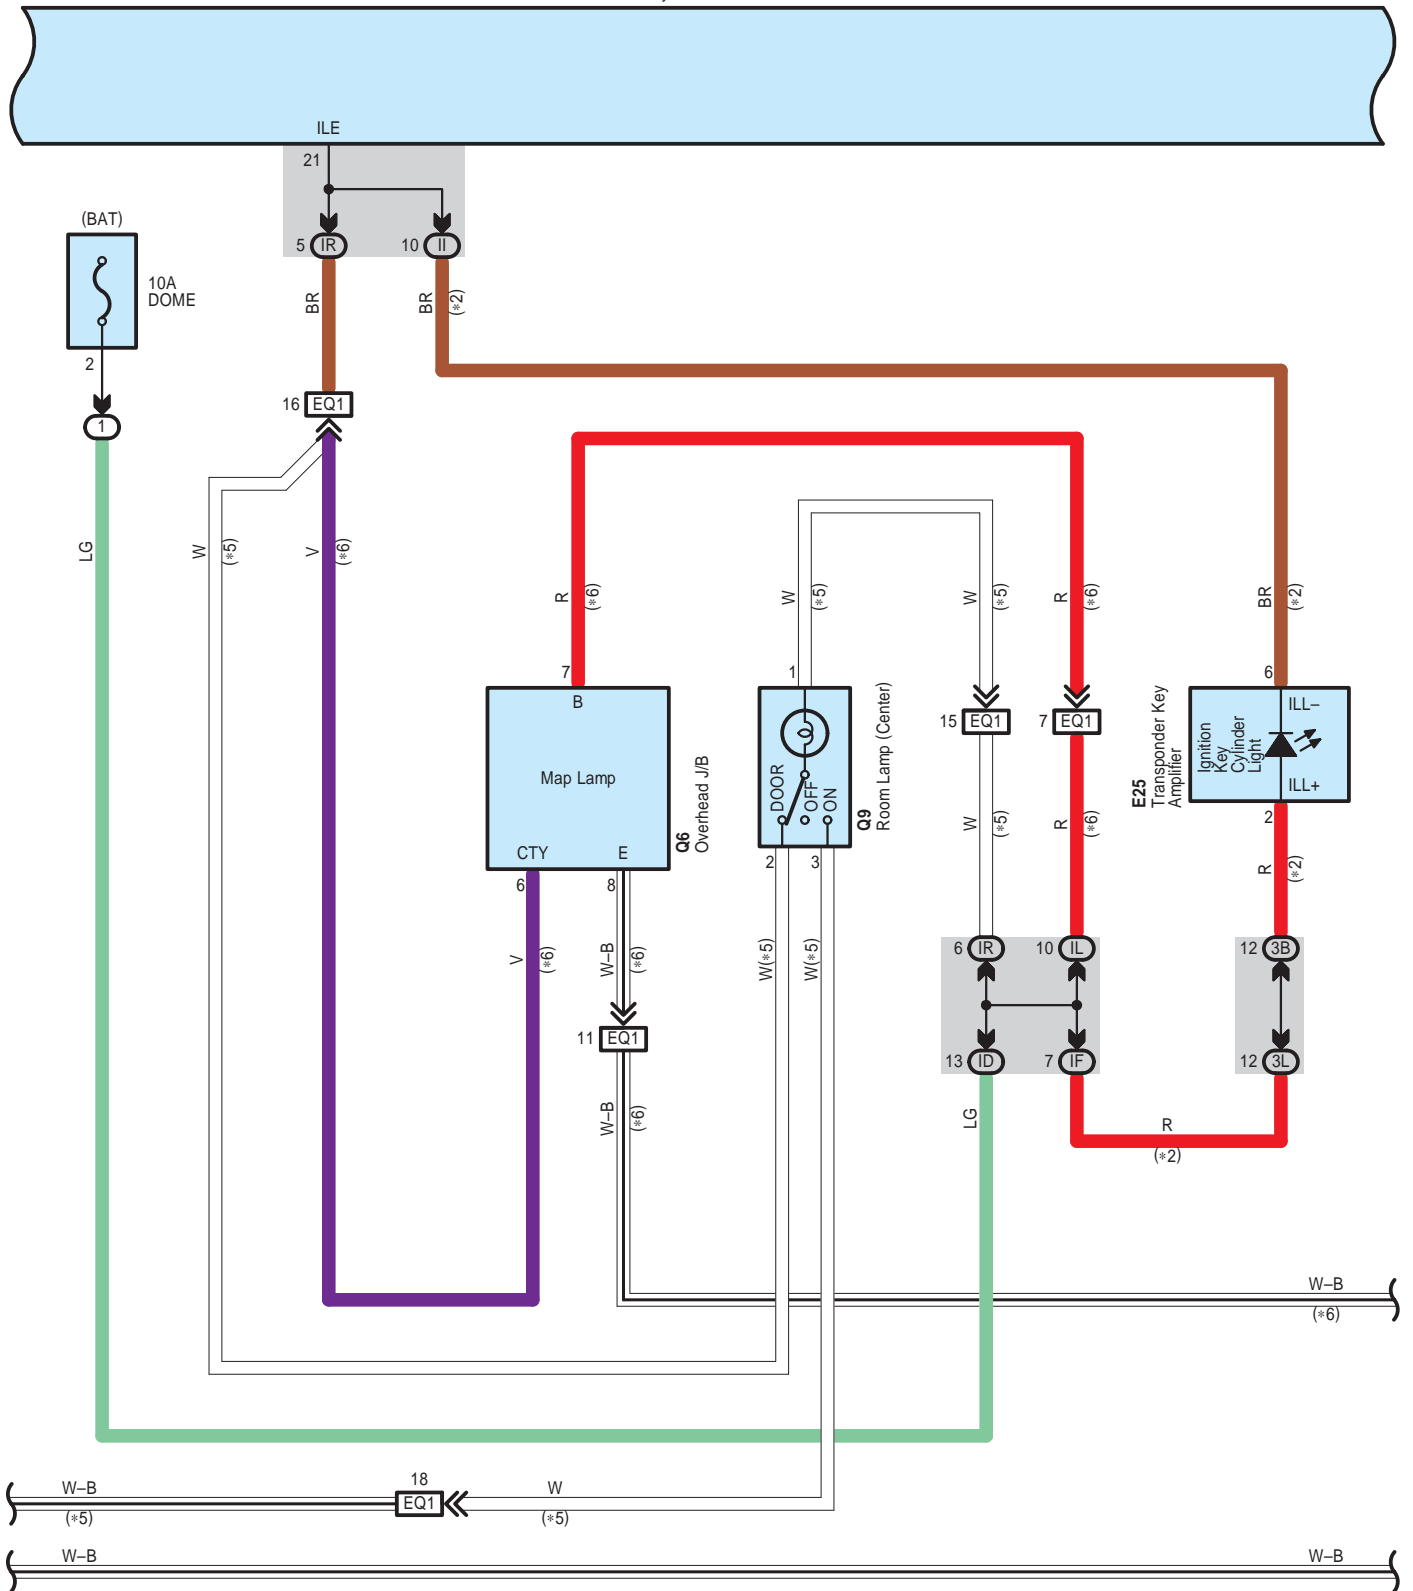 ILE
21
(BAT)
5 IR
10 II
10A
DOME
BR
BR
(*2)
2
16 EQ1
1
LG
W
(*5)
V
(*6)
R
(*6)
W
(*5)
W
(*5)
R
(*6)
BR
(*2)
7
1
6
B
Map Lamp
CTY
E
Q6
Overhead J/B
DOOR
OFF
ON
Q9
Room Lamp (Center)
15 EQ1
7 EQ1
ILL–
Ignition
Key
Cylinder
Light
ILL+
E25
Transponder Key
Amplifier
2
W
(*5)
R
(*6)
R
(*2)
6
8
2
3
V
(*6)
W–B
(*6)
W(*5)
W(*5)
6 IR
10 IL
12 3B
11 EQ1
13 ID
7 IF
12 3L
W–B
(*6)
LG
R
(*2)
W–B
(*6)
18
W–B
EQ1
W
(*5)
(*5)
W–B
W–B